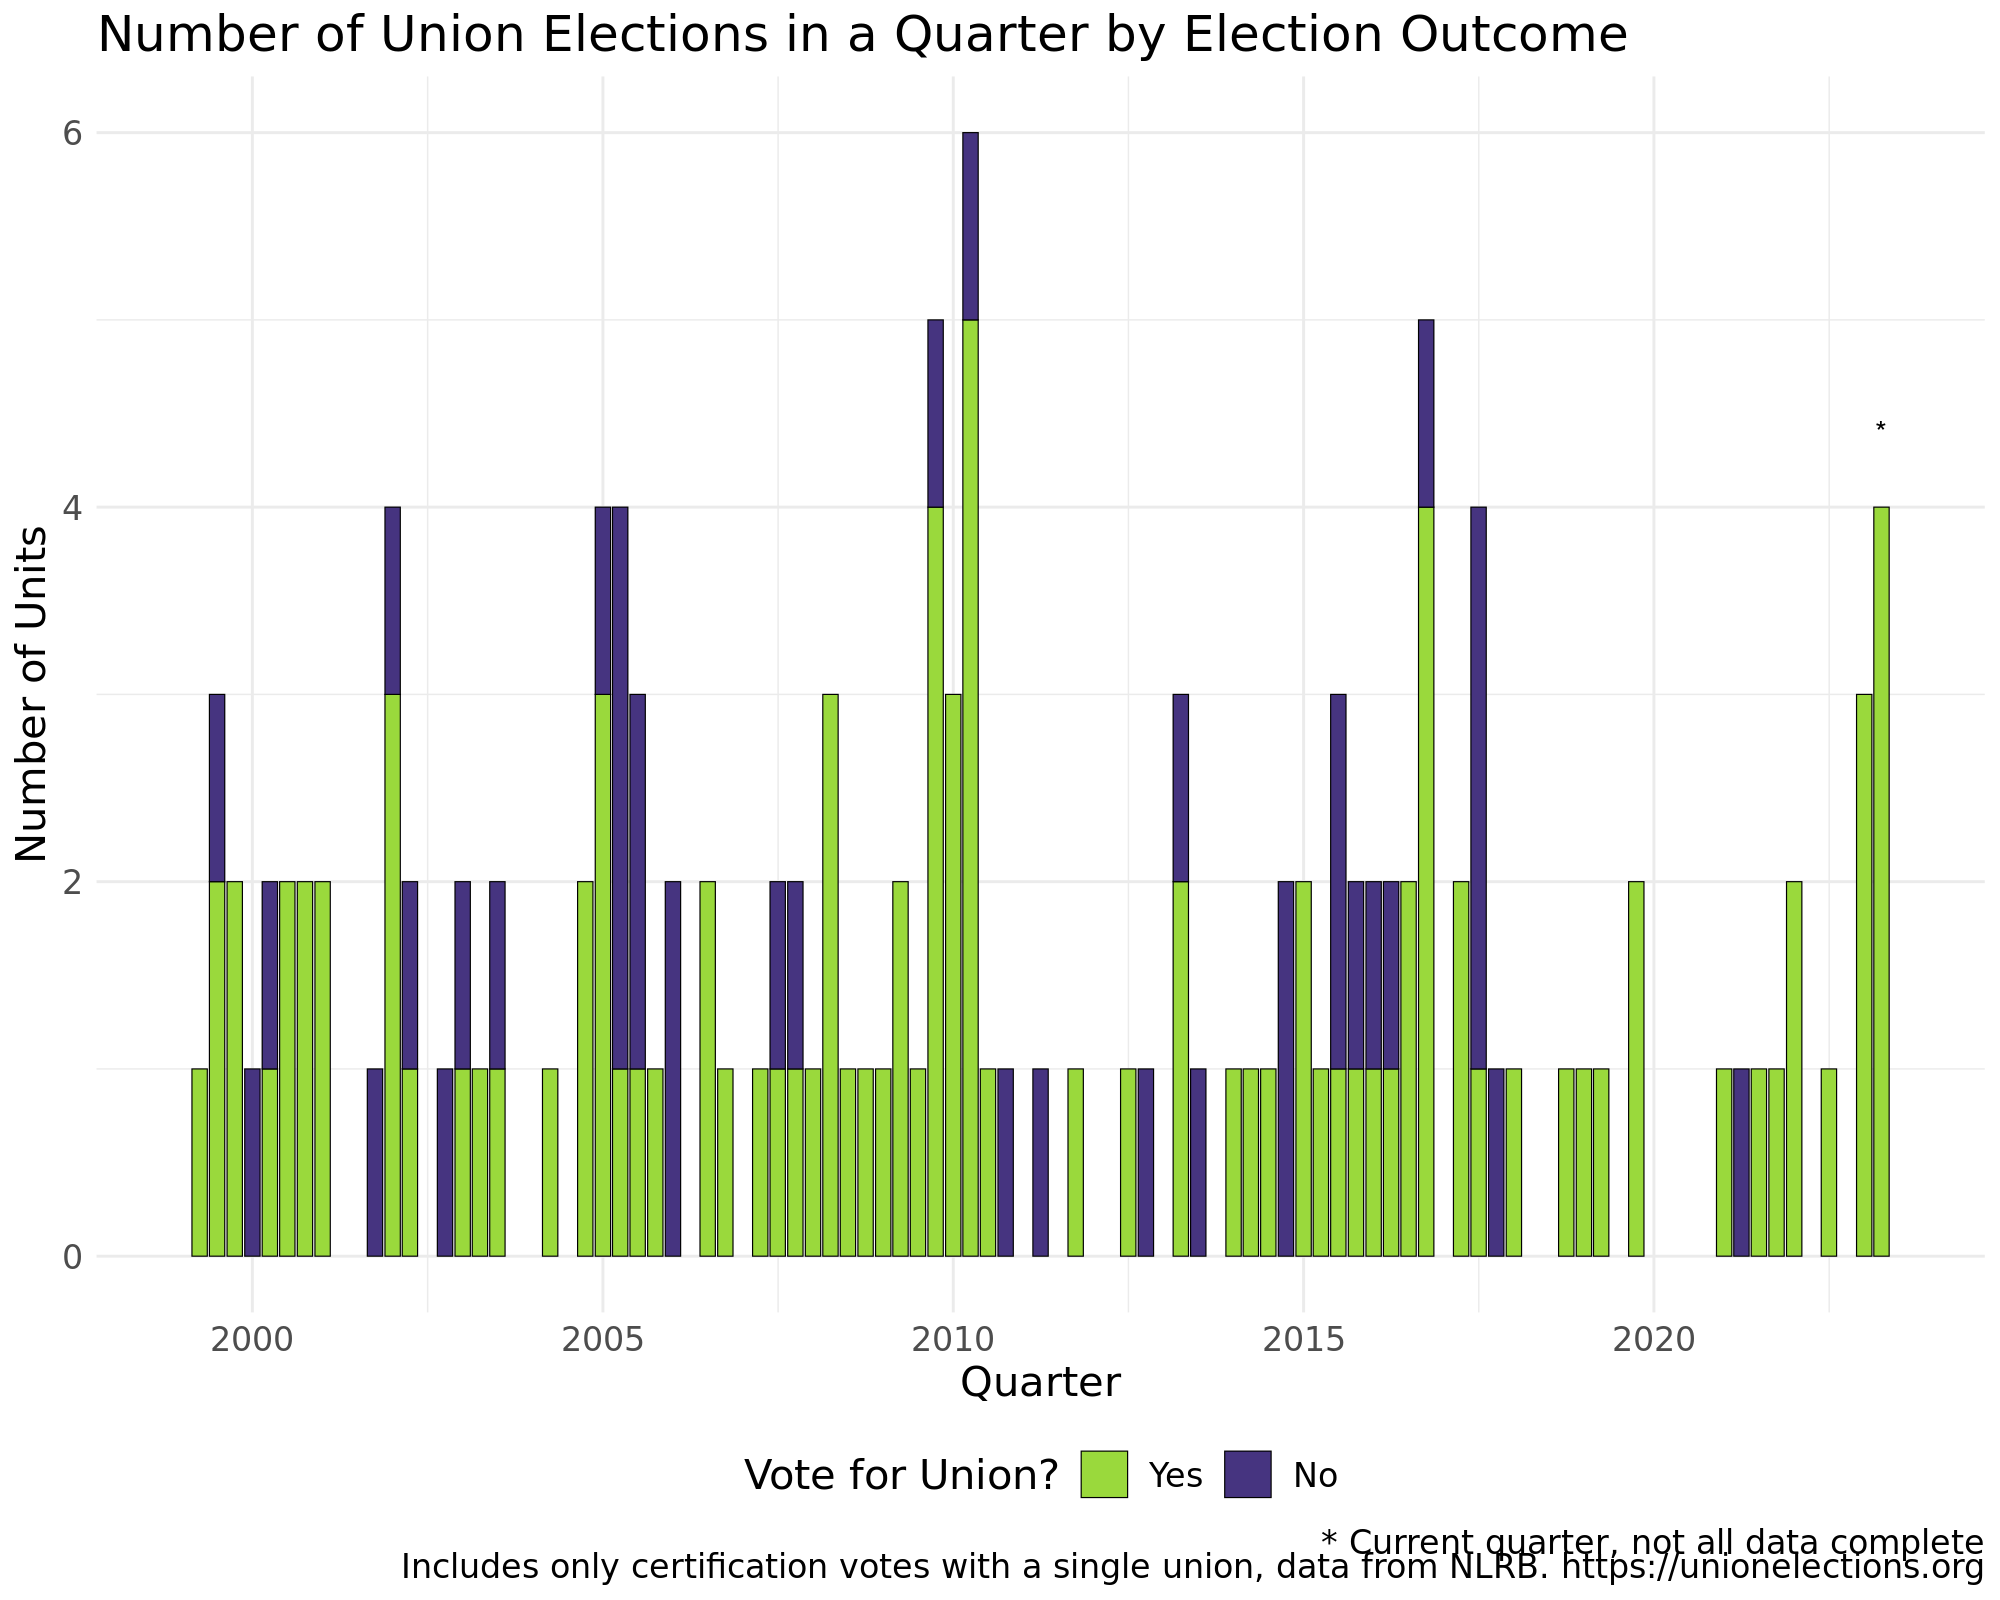 Number of Union Elections in a Quarter by Election Outcome
6
4
2
0
Number of Units
*
2000 2005 2010 2015 2020
Quarter
Vote for Union? Yes No
* Current quarter, not all data complete
Includes only certification votes with a single union, data from NLRB. https://unionelections.org